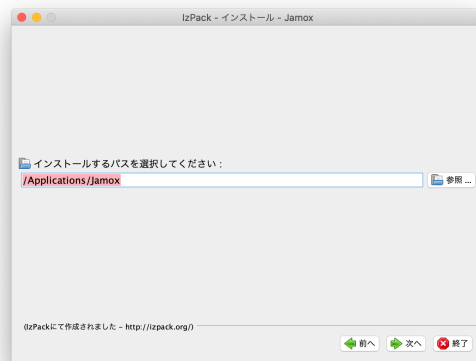 IzPack - インストール - Jamox
インストールするパスを選択してください :
/Applications/Jamox
参照 ...
(IzPackにて作成されました - http://izpack.org/)
前へ
次へ
終了